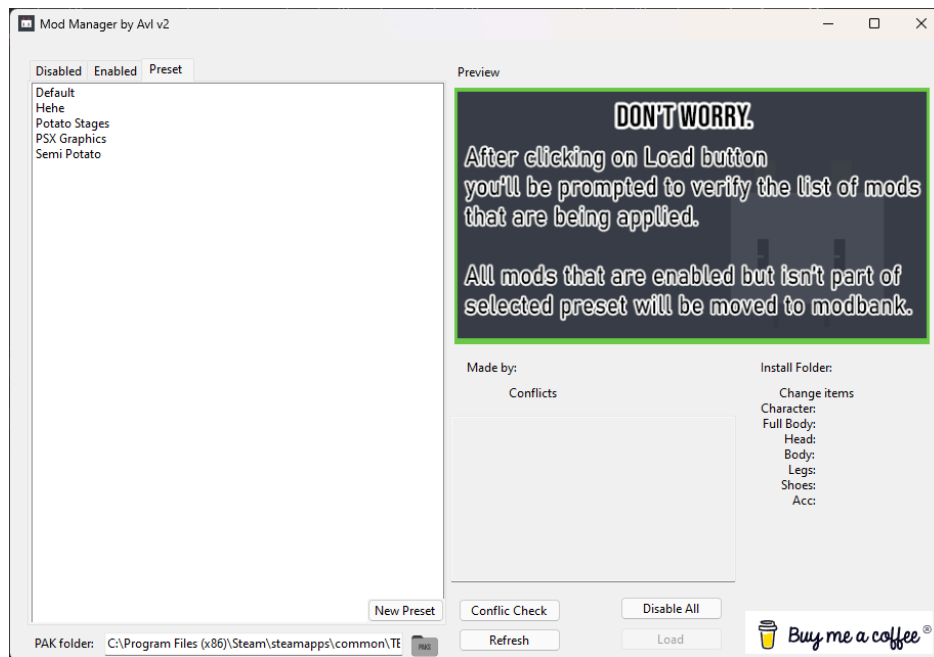 Mod Manager by Avl v2
Disabled Enabled Preset
Default
Hehe
Potato Stages
PSX Graphics
Semi Potato
New Preset
PAK folder: C:\Program Files (x86)\Steam\steamapps\common\TE
PAKS
Preview
DON'T WORRY.
After clicking on Load button
you'll be prompted to verify the list of mods
that are being applied.
All mods that are enabled but isn't part of
selected preset will be moved to modbank.
Made by:
Conflicts
Install Folder:
Change items
Character:
Full Body:
Head:
Body:
Legs:
Shoes:
Acc:
Conflic Check
Disable All
Refresh
Load
Buy me a coffee®